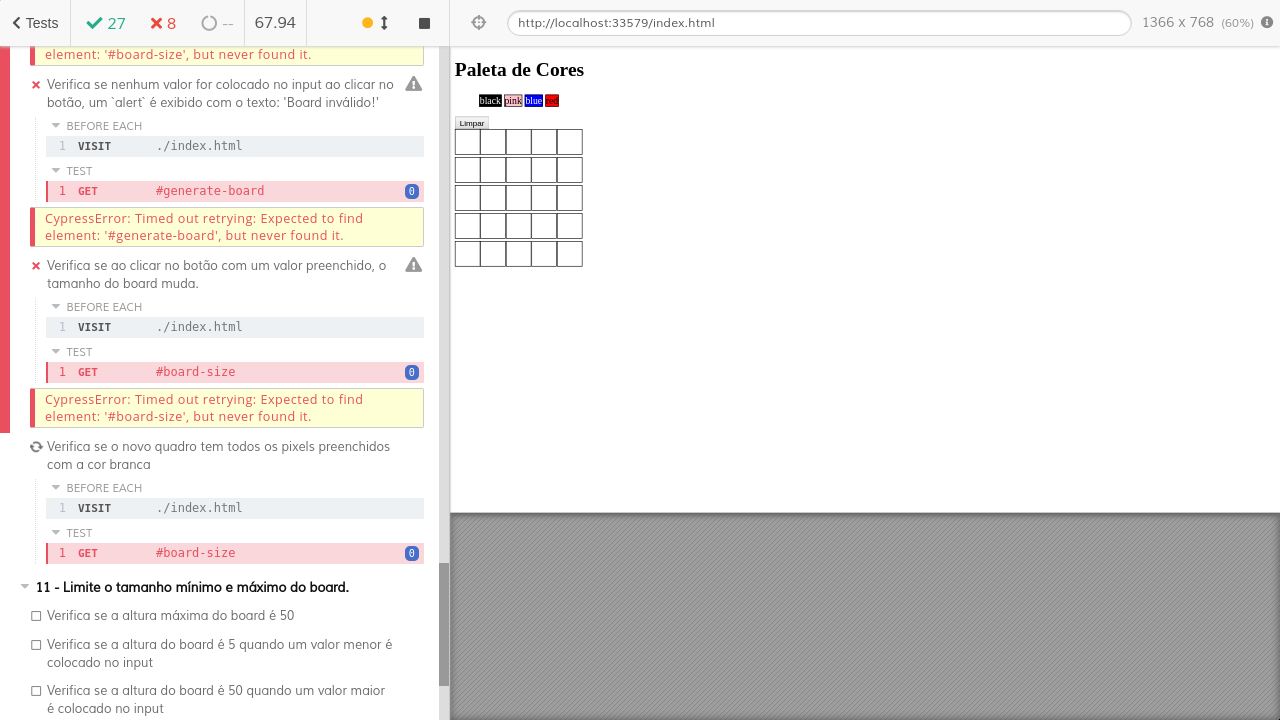 Tests 27 8 -- 67.94
element: '#board-size', but never found it.
Verifica se nenhum valor for colocado no input ao clicar no
botão, um `alert` é exibido com o texto: 'Board inválido!'
BEFORE EACH
1 VISIT ./index.html
TEST
1 GET #generate-board 0
CypressError: Timed out retrying: Expected to find
element: '#generate-board', but never found it.
Verifica se ao clicar no botão com um valor preenchido, o
tamanho do board muda.
BEFORE EACH
1 VISIT ./index.html
TEST
1 GET #board-size 0
CypressError: Timed out retrying: Expected to find
element: '#board-size', but never found it.
Verifica se o novo quadro tem todos os pixels preenchidos
com a cor branca
BEFORE EACH
1 VISIT ./index.html
TEST
1 GET #board-size 0
11 - Limite o tamanho mínimo e máximo do board.
Verifica se a altura máxima do board é 50
Verifica se a altura do board é 5 quando um valor menor é
colocado no input
Verifica se a altura do board é 50 quando um valor maior
é colocado no input
http://localhost:33579/index.html 1366 x 768 (60%)
Paleta de Cores
black pink blue red
Limpar